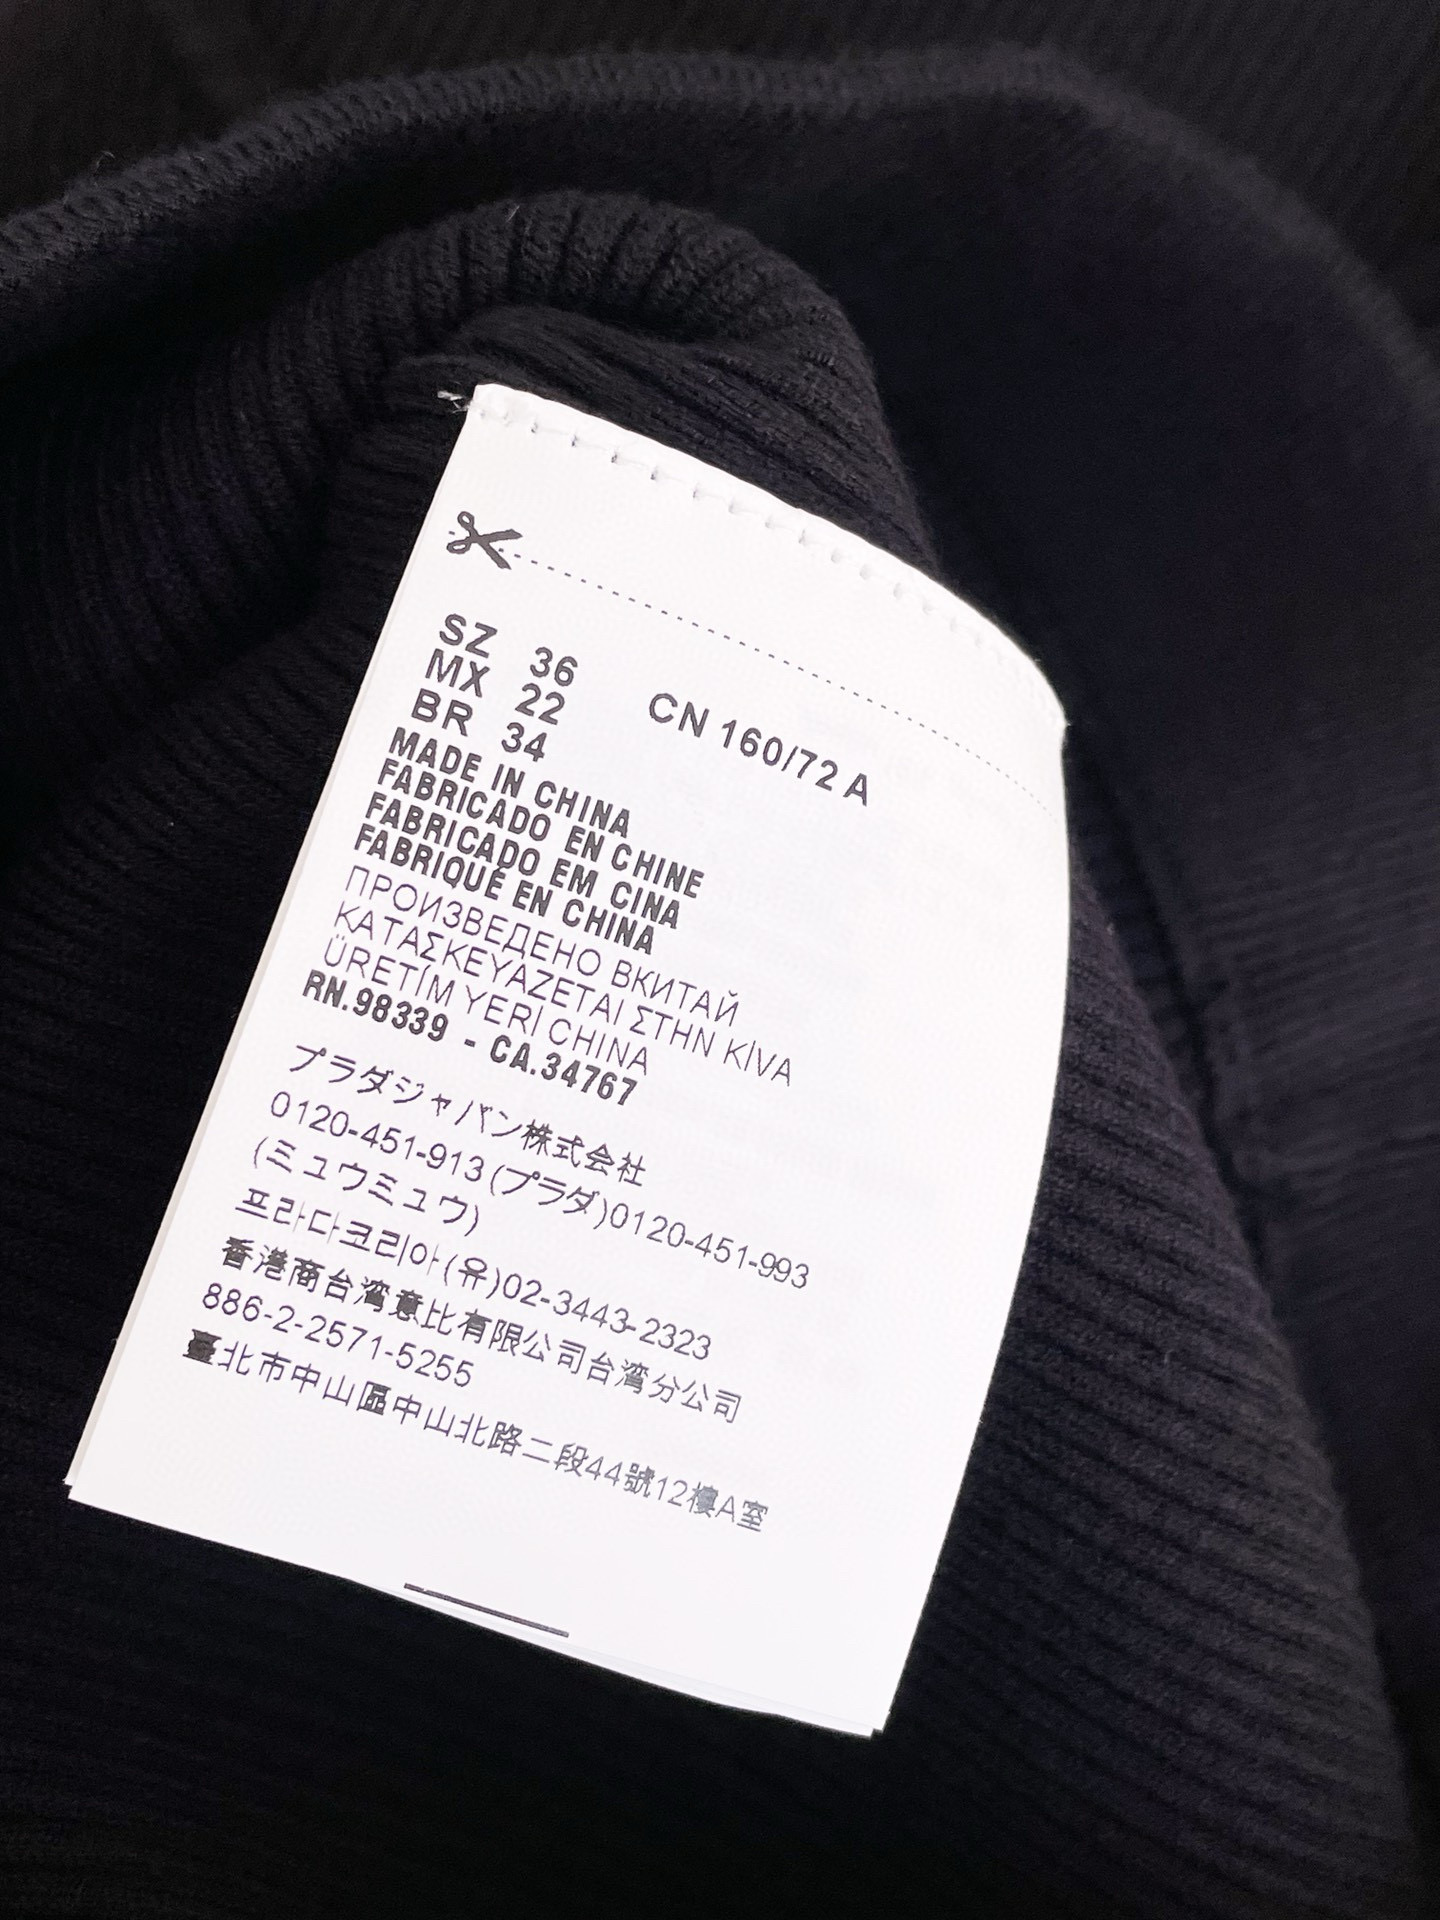 SZ 36 CN 160/72 A
MX 22
BR 34
MADE IN CHINA
FABRICADO EN CHINE
FABRICADO EM CINA
FABRIQUÉ EN CHINA
ПРОИЗВЕДЕНО ВКИТАЙ
ΚΑΤΑΣΚΕYΑΖΕΤΑΙ ΣΤΗΝ ΚΙVΑ
ÜRETİM YERİ CHINA
RN.98339 - CA.34767
プラダジャパン株式会社
0120-451-913(プラダ)0120-451-993
(ミュウミュウ)
프라다코리아(유)02-3443-2323
香港商台湾意比有限公司台湾分公司
886-2-2571-5255
臺北市中山區中山北路二段44號12樓A室